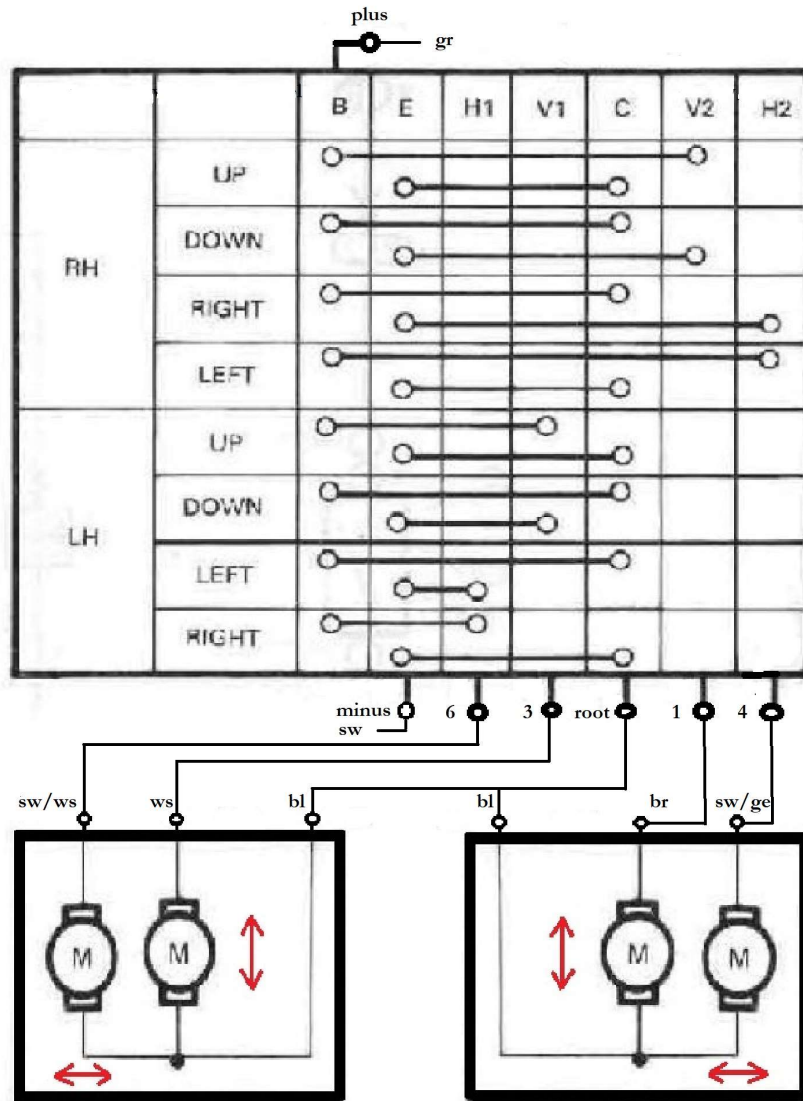 plus
gr
B E H1 V1 C V2 H2
RH
UP
DOWN
RIGHT
LEFT
LH
UP
DOWN
LEFT
RIGHT
minus 6 3 root 1 4
sw
sw/ws ws bl bl br sw/ge
M M M M